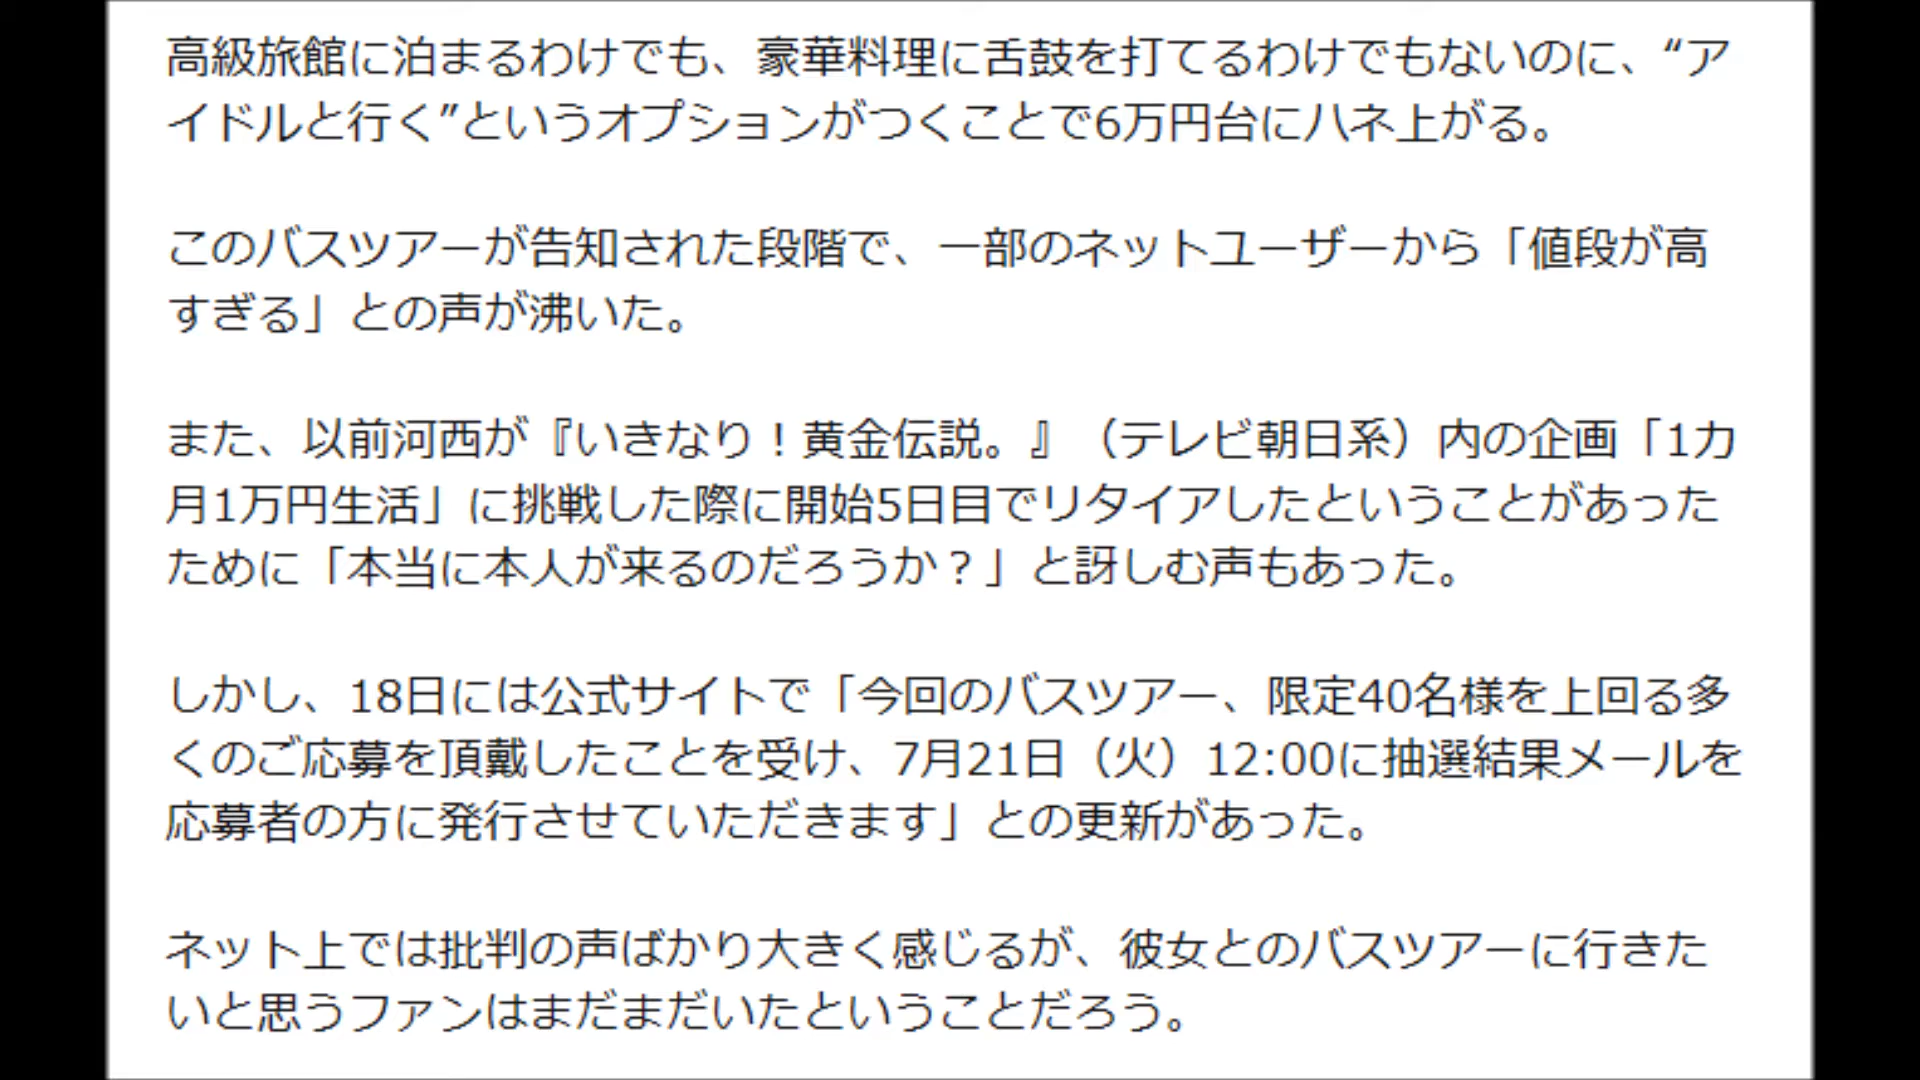 高級旅館に泊まるわけでも、豪華料理に舌鼓を打てるわけでもないのに、“ア
イドルと行く”というオプションがつくことで6万円台にハネ上がる。
このバスツアーが告知された段階で、一部のネットユーザーから「値段が高
すぎる」との声が沸いた。
また、以前河西が『いきなり！黄金伝説。』（テレビ朝日系）内の企画「1カ
月1万円生活」に挑戦した際に開始5日目でリタイアしたということがあった
ために「本当に本人が来るのだろうか？」と訝しむ声もあった。
しかし、18日には公式サイトで「今回のバスツアー、限定40名様を上回る多
くのご応募を頂戴したことを受け、7月21日（火）12:00に抽選結果メールを
応募者の方に発行させていただきます」との更新があった。
ネット上では批判の声ばかり大きく感じるが、彼女とのバスツアーに行きた
いと思うファンはまだまだいたということだろう。